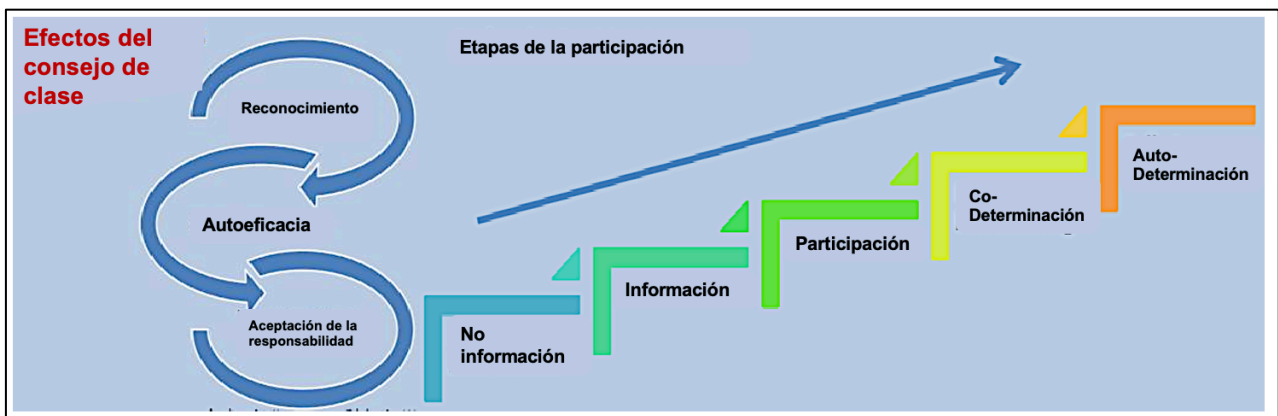 Efectos del
consejo de
clase
Etapas de la participación
Reconocimiento
Autoeficacia
Aceptación de la
responsabilidad
No
información
Información
Participación
Co-
Determinación
Auto-
Determinación